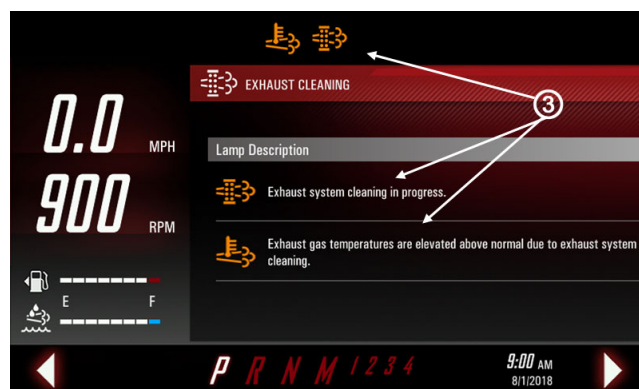 EXHAUST CLEANING
3
0.0 MPH
Lamp Description
Exhaust system cleaning in progress.
900 RPM
Exhaust gas temperatures are elevated above normal due to exhaust system
cleaning.
E F
P R N M 1 2 3 4
9:00 AM
8/1/2018